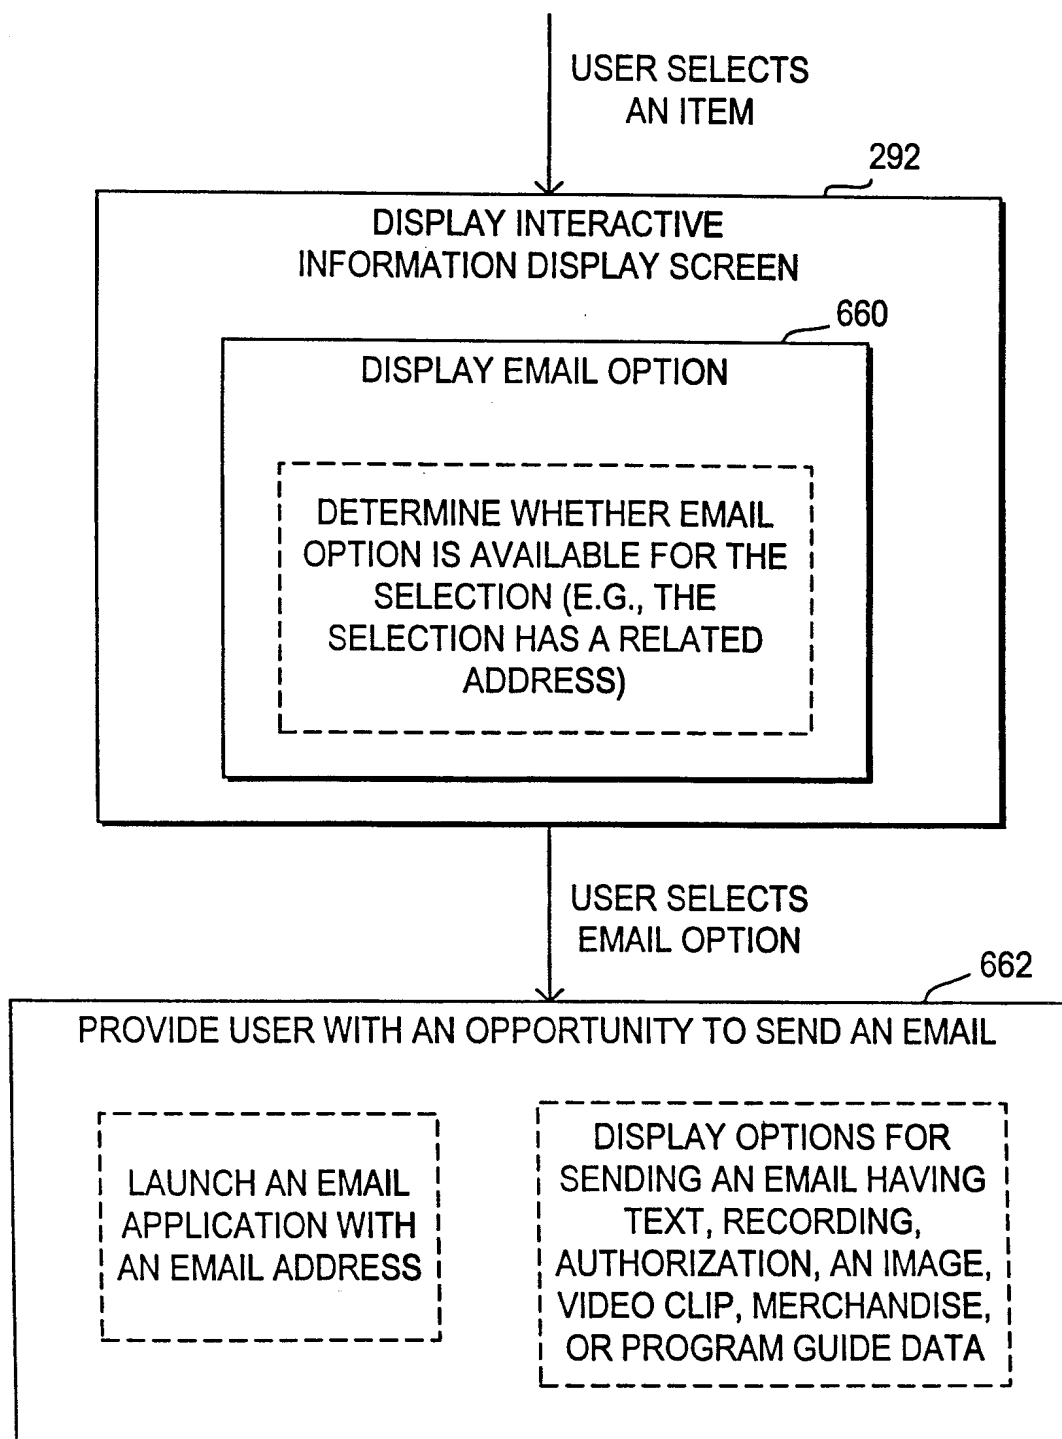 USER SELECTS
AN ITEM
292
DISPLAY INTERACTIVE
INFORMATION DISPLAY SCREEN
660
DISPLAY EMAIL OPTION
DETERMINE WHETHER EMAIL
OPTION IS AVAILABLE FOR THE
SELECTION (E.G., THE
SELECTION HAS A RELATED
ADDRESS)
USER SELECTS
EMAIL OPTION
662
PROVIDE USER WITH AN OPPORTUNITY TO SEND AN EMAIL
LAUNCH AN EMAIL
APPLICATION WITH
AN EMAIL ADDRESS
DISPLAY OPTIONS FOR
SENDING AN EMAIL HAVING
TEXT, RECORDING,
AUTHORIZATION, AN IMAGE,
VIDEO CLIP, MERCHANDISE,
OR PROGRAM GUIDE DATA